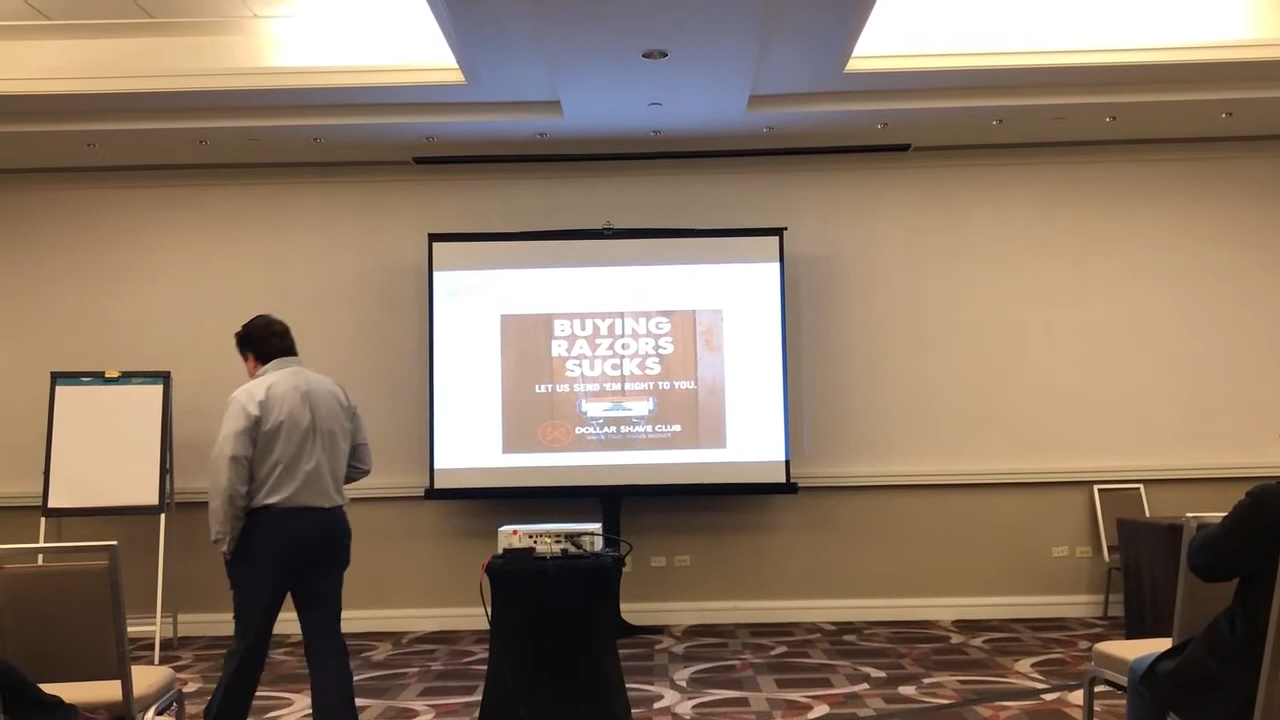 BUYING
RAZORS
SUCKS
LET US SEND 'EM RIGHT TO YOU.
DOLLAR SHAVE CLUB